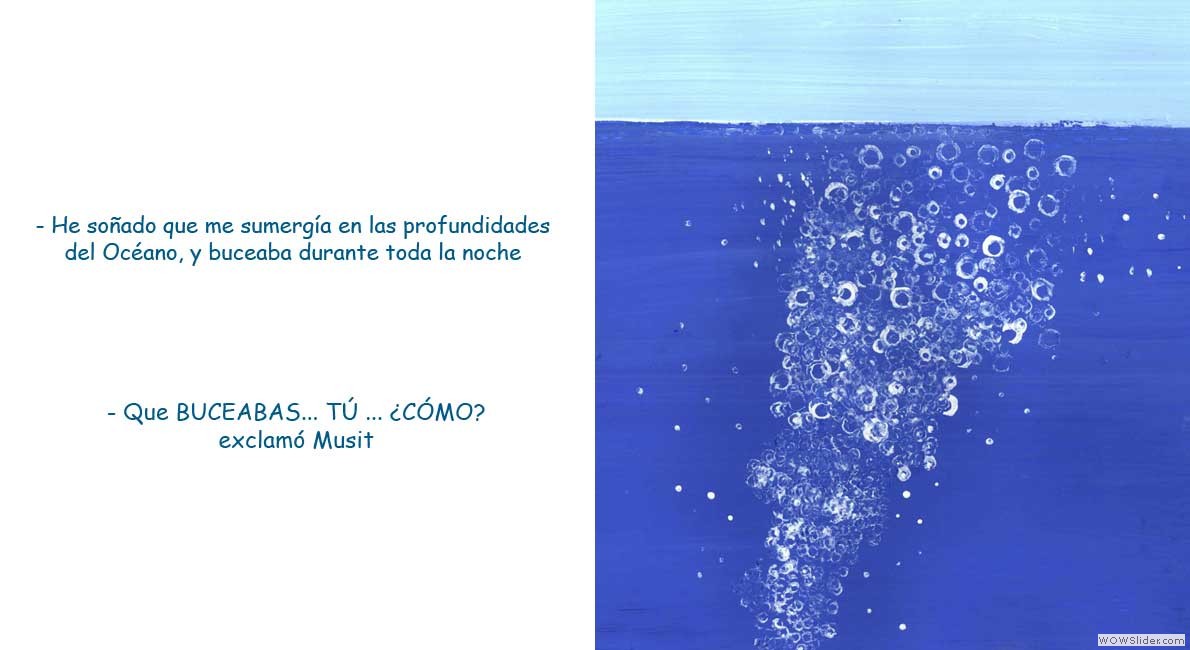 - He soñado que me sumergía en las profundidades
del Océano, y buceaba durante toda la noche
- Que BUCEABAS... TÚ ... ¿CÓMO?
exclamó Musit
WOWSlider.com